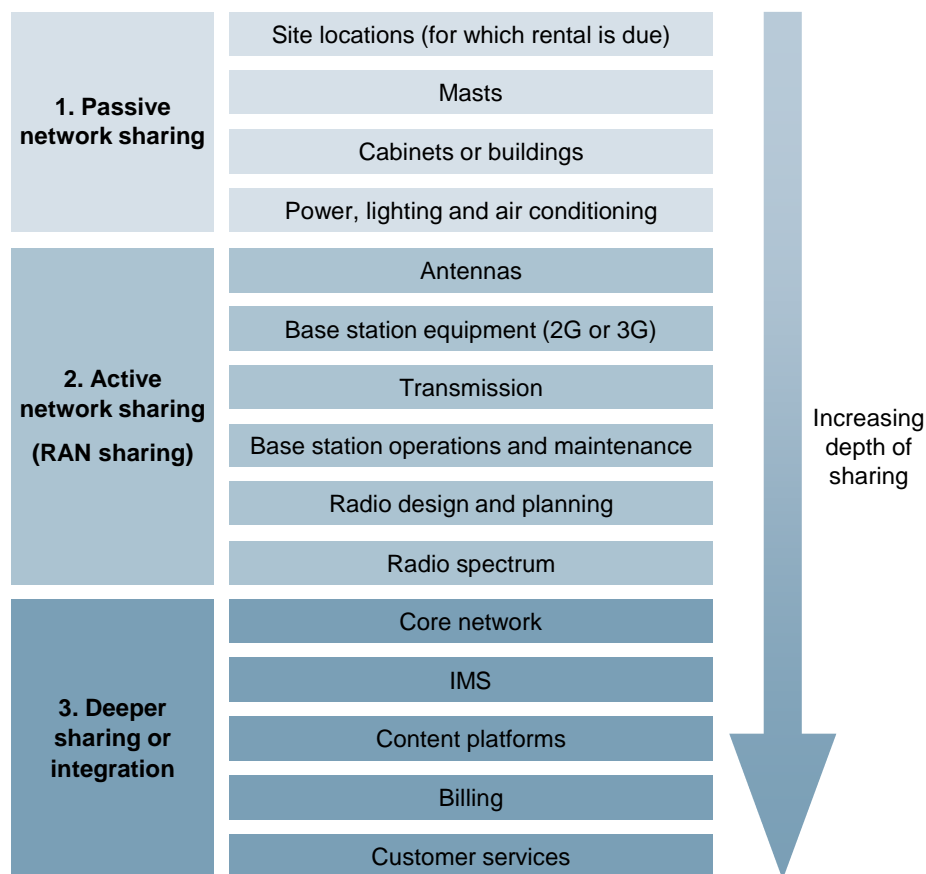 1. Passive
network sharing
Site locations (for which rental is due)
Masts
Cabinets or buildings
Power, lighting and air conditioning
2. Active
network sharing
(RAN sharing)
Antennas
Base station equipment (2G or 3G)
Transmission
Base station operations and maintenance
Radio design and planning
Radio spectrum
3. Deeper
sharing or
integration
Core network
IMS
Content platforms
Billing
Customer services
Increasing
depth of
sharing